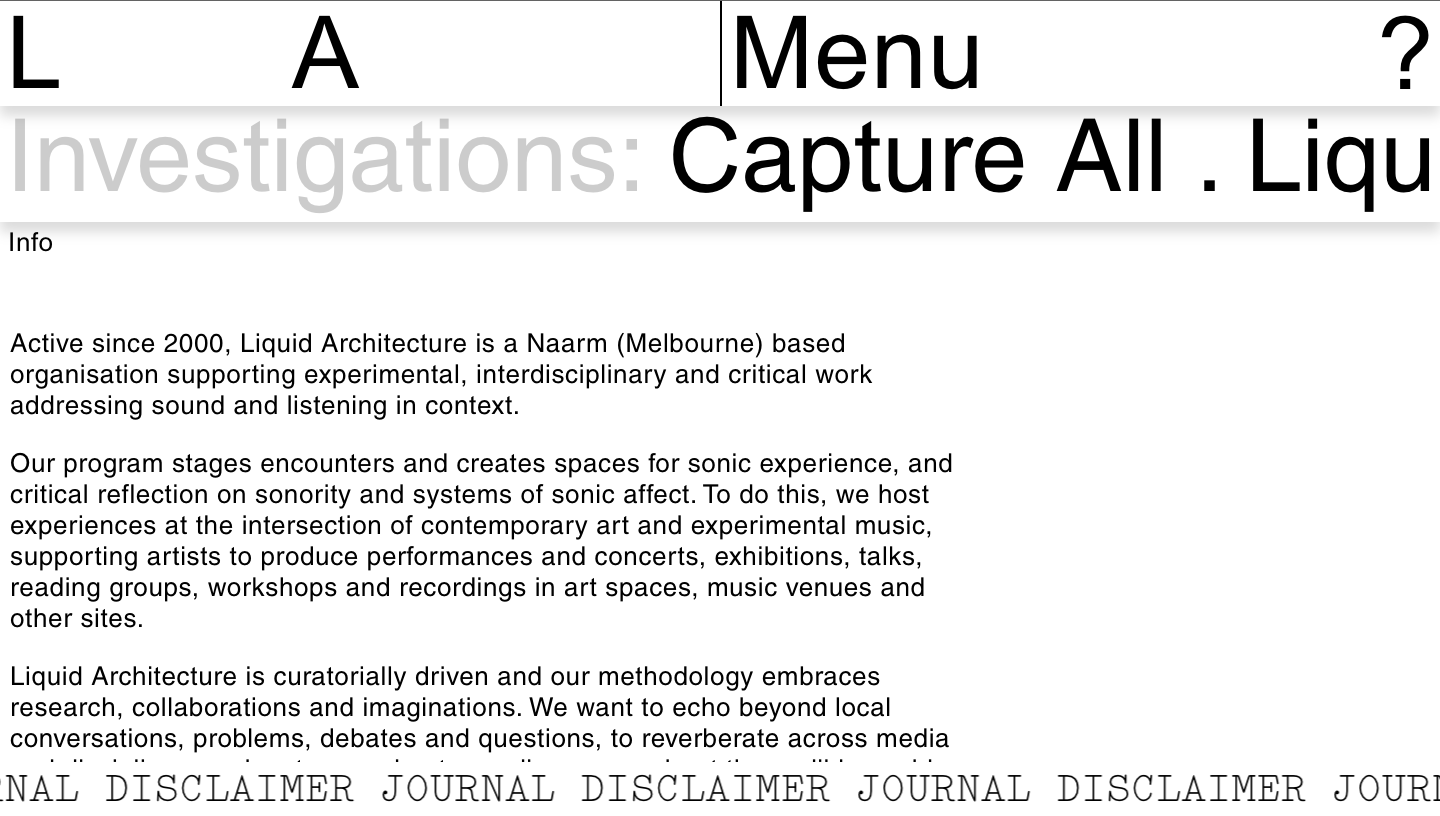 L A Menu ?
Investigations: Capture All . Liqu
Info
Active since 2000, Liquid Architecture is a Naarm (Melbourne) based
organisation supporting experimental, interdisciplinary and critical work
addressing sound and listening in context.
Our program stages encounters and creates spaces for sonic experience, and
critical reflection on sonority and systems of sonic affect. To do this, we host
experiences at the intersection of contemporary art and experimental music,
supporting artists to produce performances and concerts, exhibitions, talks,
reading groups, workshops and recordings in art spaces, music venues and
other sites.
Liquid Architecture is curatorially driven and our methodology embraces
research, collaborations and imaginations. We want to echo beyond local
conversations, problems, debates and questions, to reverberate across media
RNAL DISCLAIMER JOURNAL DISCLAIMER JOURNAL DISCLAIMER JOURN